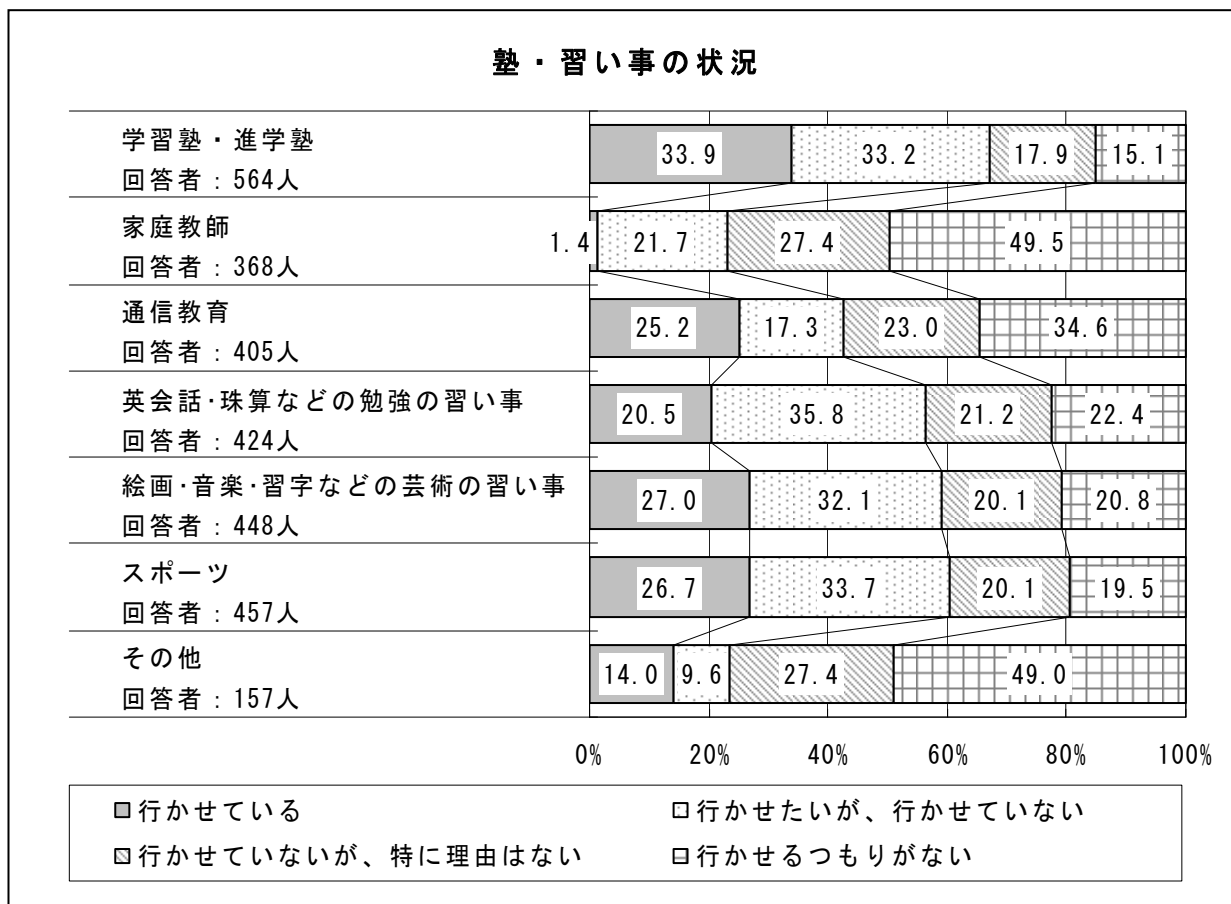 塾・習い事の状況
学習塾・進学塾
回答者：564人
33.9 33.2 17.9 15.1
家庭教師
回答者：368人
1.4 21.7 27.4 49.5
通信教育
回答者：405人
25.2 17.3 23.0 34.6
英会話･珠算などの勉強の習い事
回答者：424人
20.5 35.8 21.2 22.4
絵画･音楽･習字などの芸術の習い事
回答者：448人
27.0 32.1 20.1 20.8
スポーツ
回答者：457人
26.7 33.7 20.1 19.5
その他
回答者：157人
14.0 9.6 27.4 49.0
0% 20% 40% 60% 80% 100%
行かせている 行かせたいが、行かせていない
行かせていないが、特に理由はない 行かせるつもりがない